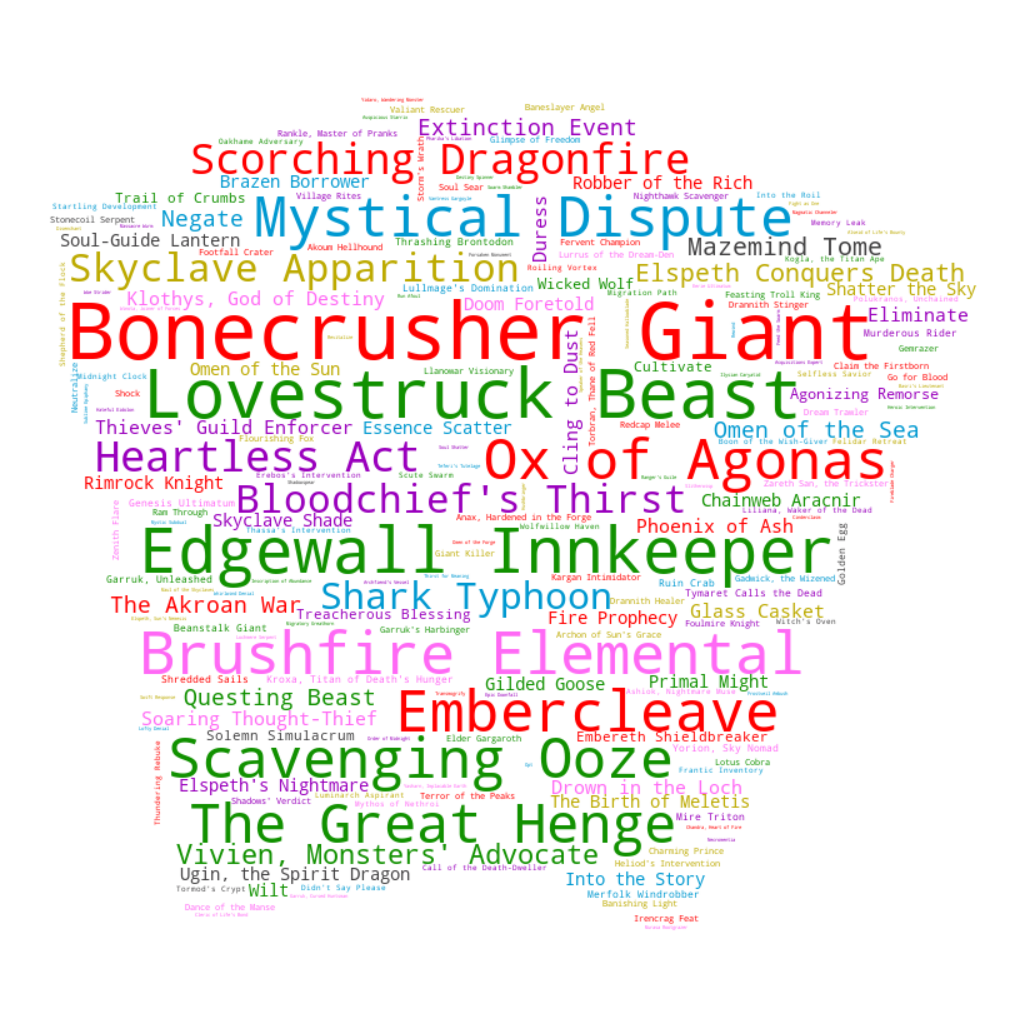 Valiant Rescuer
Baneslayer Angel
Rankle, Master of Pranks
Extinction Event
Oakhame Adversary
Glimpse of Freedom
Storm's Wrath
Scorching Dragonfire
Brazen Borrower
Soul Sear
Robber of the Rich
Trail of Crumbs
Village Rites
Nighthawk Scavenger
Into the Roil
Startling Development
Stonecoil Serpent
Negate
Mystical Dispute
Duress
Memory Leak
Soul-Guide Lantern
Footfall Crater
Akoum Hellhound
Thrashing Brontodon
Fervent Champion
Lurrus of the Dream-Den
Mazemind Tome
Kogla, the Titan Ape
Shepherd of the Flock
Skyclave Apparition
Roiling Vortex
Elspeth Conquers Death
Lullmage's Domination
Wicked Wolf
Migration Path
Feasting Troll King
Shatter the Sky
Klothys, God of Destiny
Doom Foretold
Drannith Stinger
Polukranos, Unchained
Eliminate
Murderous Rider
Bonecrusher Giant
Gemrazer
Omen of the Sun
Llanowar Visionary
Cultivate
Claim the Firstborn
Midnight Clock
Selfless Savior
Go for Blood
Neutralize
Shock
Lovestruck Beast
Agonizing Remorse
Torbran, Thane of Red Fell
Cling to Dust
Dream Trawler
Thieves' Guild Enforcer
Essence Scatter
Redcap Melee
Boon of the Wish-Giver
Omen of the Sea
Flourishing Fox
Felidar Retreat
Heartless Act
Ox of Agonas
Rimrock Knight
Erebos's Intervention
Scute Swarm
Zareth San, the Trickster
Genesis Ultimatum
Bloodchief's Thirst
Chainweb Aracnir
Ram Through
Liliana, Waker of the Dead
Zenith Flare
Skyclave Shade
Anax, Hardened in the Forge
Wolfwillow Haven
Phoenix of Ash
Thassa's Intervention
Giant Killer
Edgewall Innkeeper
Golden Egg
Garruk, Unleashed
Kargan Intimidator
Ruin Crab
Gadwick, the Wizened
Shark Typhoon
Tymaret Calls the Dead
The Akroan War
Treacherous Blessing
Drannith Healer
Fire Prophecy
Glass Casket
Foulmire Knight
Witch's Oven
Beanstalk Giant
Garruk's Harbinger
Archon of Sun's Grace
Brushfire Elemental
Shredded Sails
Kroxa, Titan of Death's Hunger
Gilded Goose
Primal Might
Questing Beast
Ashiok, Nightmare Muse
Soaring Thought-Thief
Embercleave
Solemn Simulacrum
Elder Gargaroth
Embereth Shieldbreaker
Yorion, Sky Nomad
Thundering Rebuke
Scavenging Ooze
Lotus Cobra
Frantic Inventory
Elspeth's Nightmare
Drown in the Loch
Luminarch Aspirant
Shadows' Verdict
Terror of the Peaks
Mythos of Nethroi
The Birth of Meletis
The Great Henge
Mire Triton
Vivien, Monsters' Advocate
Charming Prince
Heliod's Intervention
Call of the Death-Dweller
Ugin, the Spirit Dragon
Into the Story
Tormod's Crypt
Wilt
Didn't Say Please
Merfolk Windrobber
Banishing Light
Dance of the Manse
Irencrag Feat